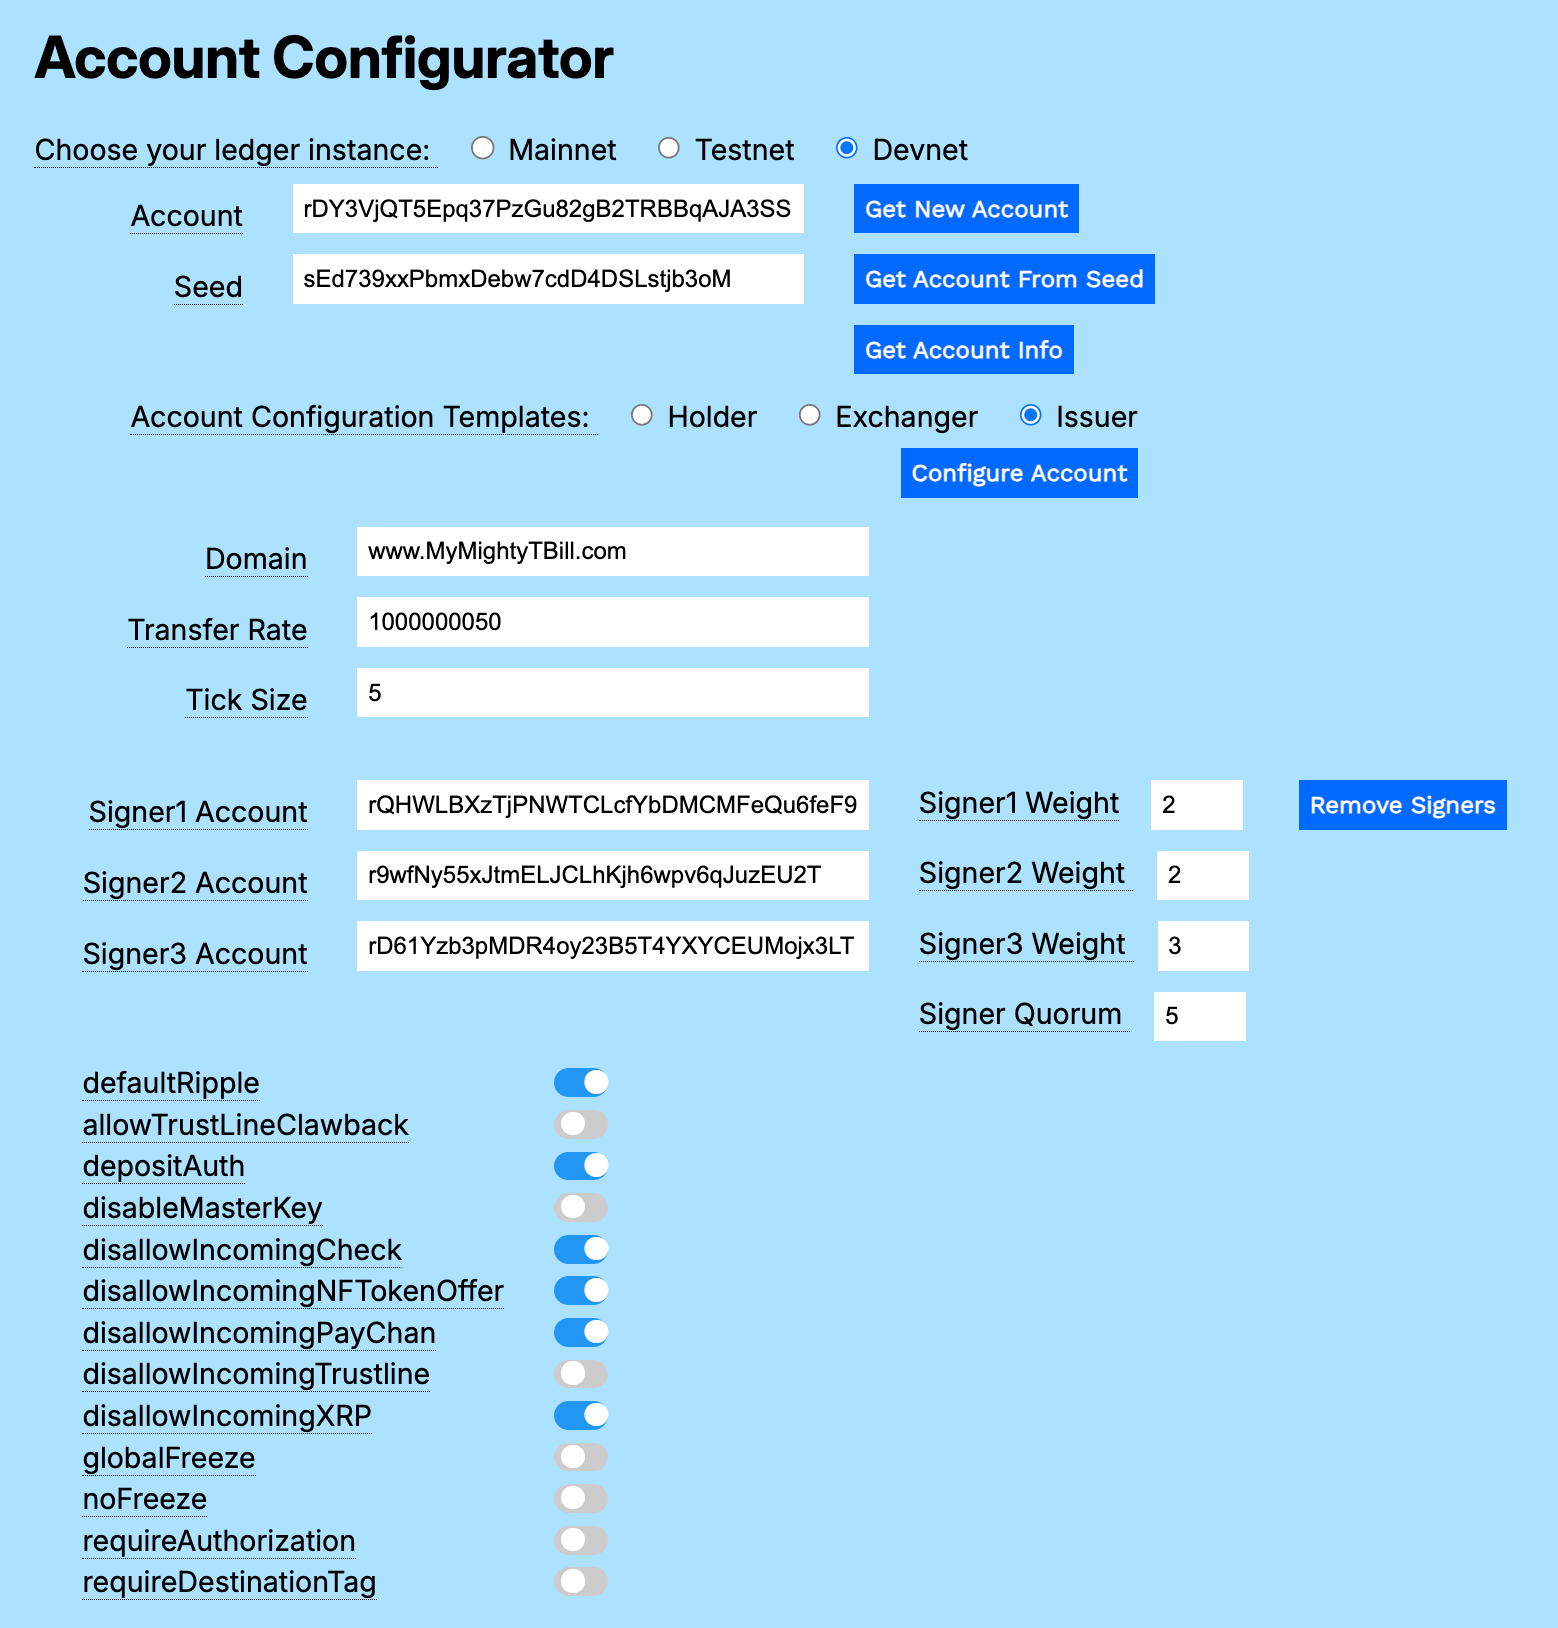 Account Configurator
Choose your ledger instance: Mainnet Testnet Devnet
Account rDY3VjQT5Epq37PzGu82gB2TRBBqAJA3SS Get New Account
Seed sEd739xxPbmxDebw7cdD4DSLstjb3oM Get Account From Seed
Get Account Info
Account Configuration Templates: Holder Exchanger Issuer
Configure Account
Domain www.MyMightyTBill.com
Transfer Rate 1000000050
Tick Size 5
Signer1 Account rQHWLBXzTjPNWTCLcfYbDMCMFeQu6feF9 Signer1 Weight 2 Remove Signers
Signer2 Account r9wfNy55xJtmELJCLhKjh6wpv6qJuzEU2T Signer2 Weight 2
Signer3 Account rD61Yzb3pMDR4oy23B5T4YXYCEUMojx3LT Signer3 Weight 3
Signer Quorum 5
defaultRipple
allowTrustLineClawback
depositAuth
disableMasterKey
disallowIncomingCheck
disallowIncomingNFTokenOffer
disallowIncomingPayChan
disallowIncomingTrustline
disallowIncomingXRP
globalFreeze
noFreeze
requireAuthorization
requireDestinationTag